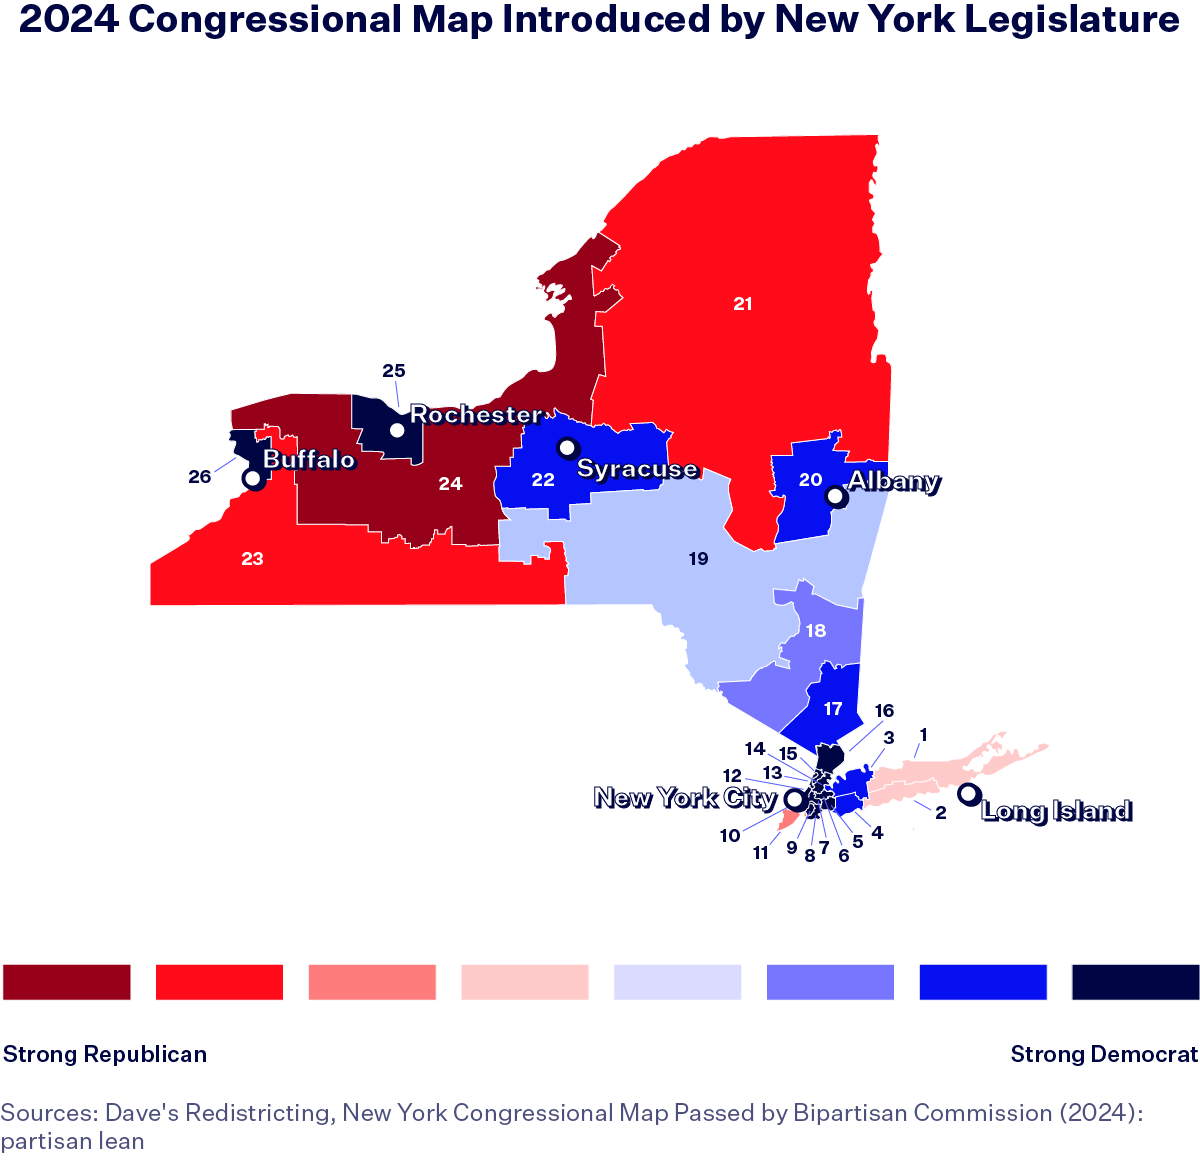 2024 Congressional Map Introduced by New York Legislature
21
25
Rochester
Buffalo
26
24
22
Syracuse
20
Albany
23
19
18
17
16
14
15
3
1
12
13
New York City
Long Island
10
2
11
9
8
7
6
5
4
Strong Republican
Strong Democrat
Sources: Dave's Redistricting, New York Congressional Map Passed by Bipartisan Commission (2024):
partisan lean